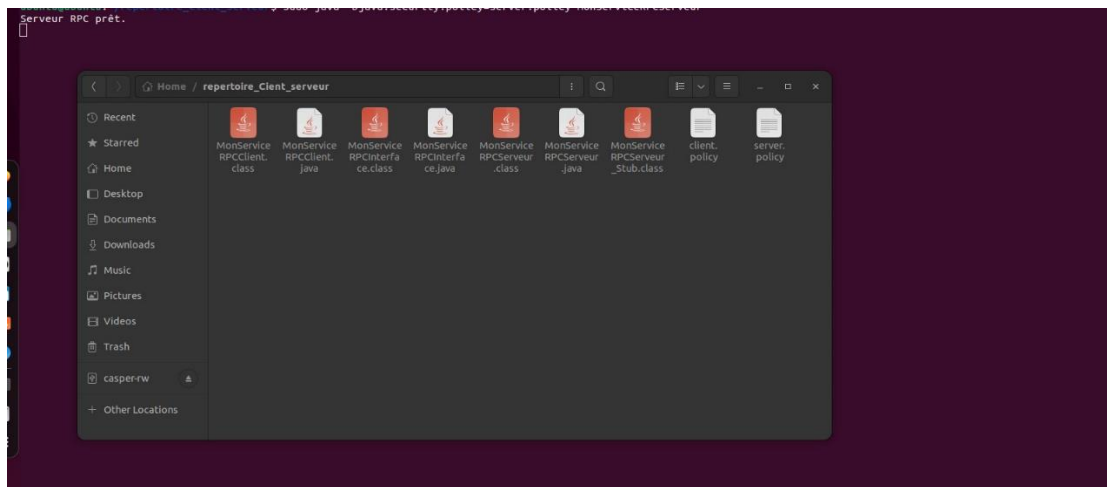 Serveur RPC prêt.
Home / repertoire_Cient_serveur
Recent
Starred
Home
Desktop
Documents
Downloads
Music
Pictures
Videos
Trash
casper-rw
+ Other Locations
MonService
RPCClient.
class
MonService
RPCClient.
java
MonService
RPCInterfa
ce.class
MonService
RPCInterfa
ce.java
MonService
RPCServeur
.class
MonService
RPCServeur
.java
MonService
RPCServeur
_Stub.class
client.
policy
server.
policy